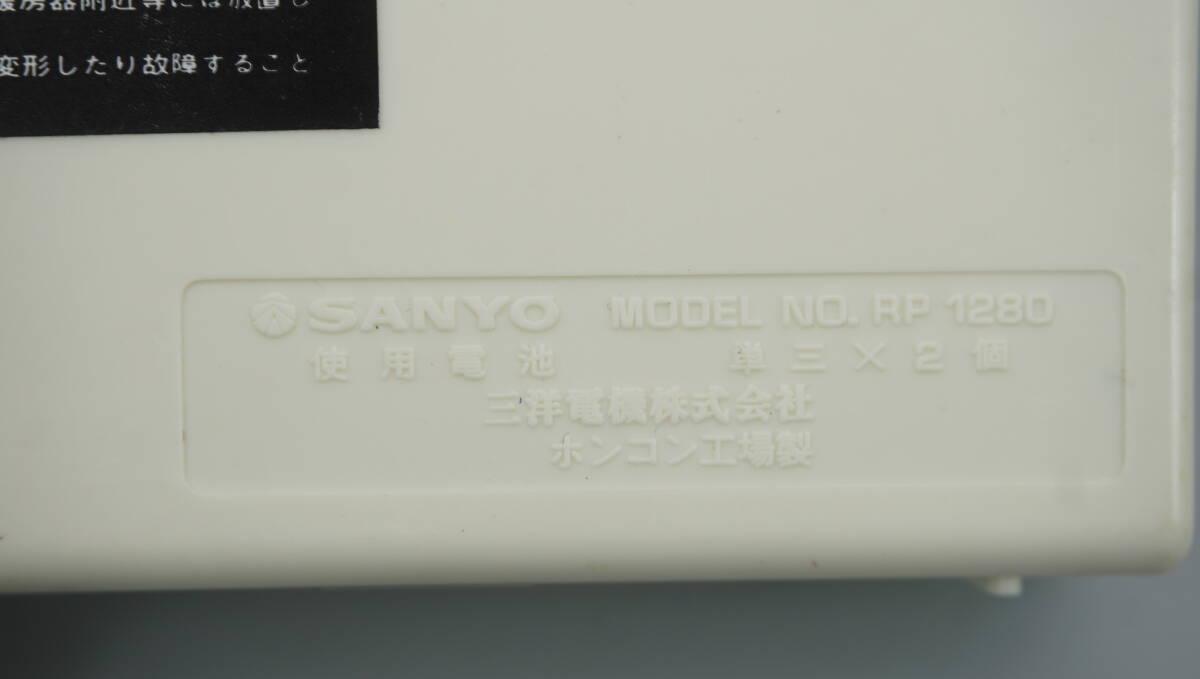 暖房器附近等には放置し
変形したり故障すること
SANYO MODEL NO. RP 1280
使用電池 単三×2個
三洋電機株式会社
ホンコン工場製